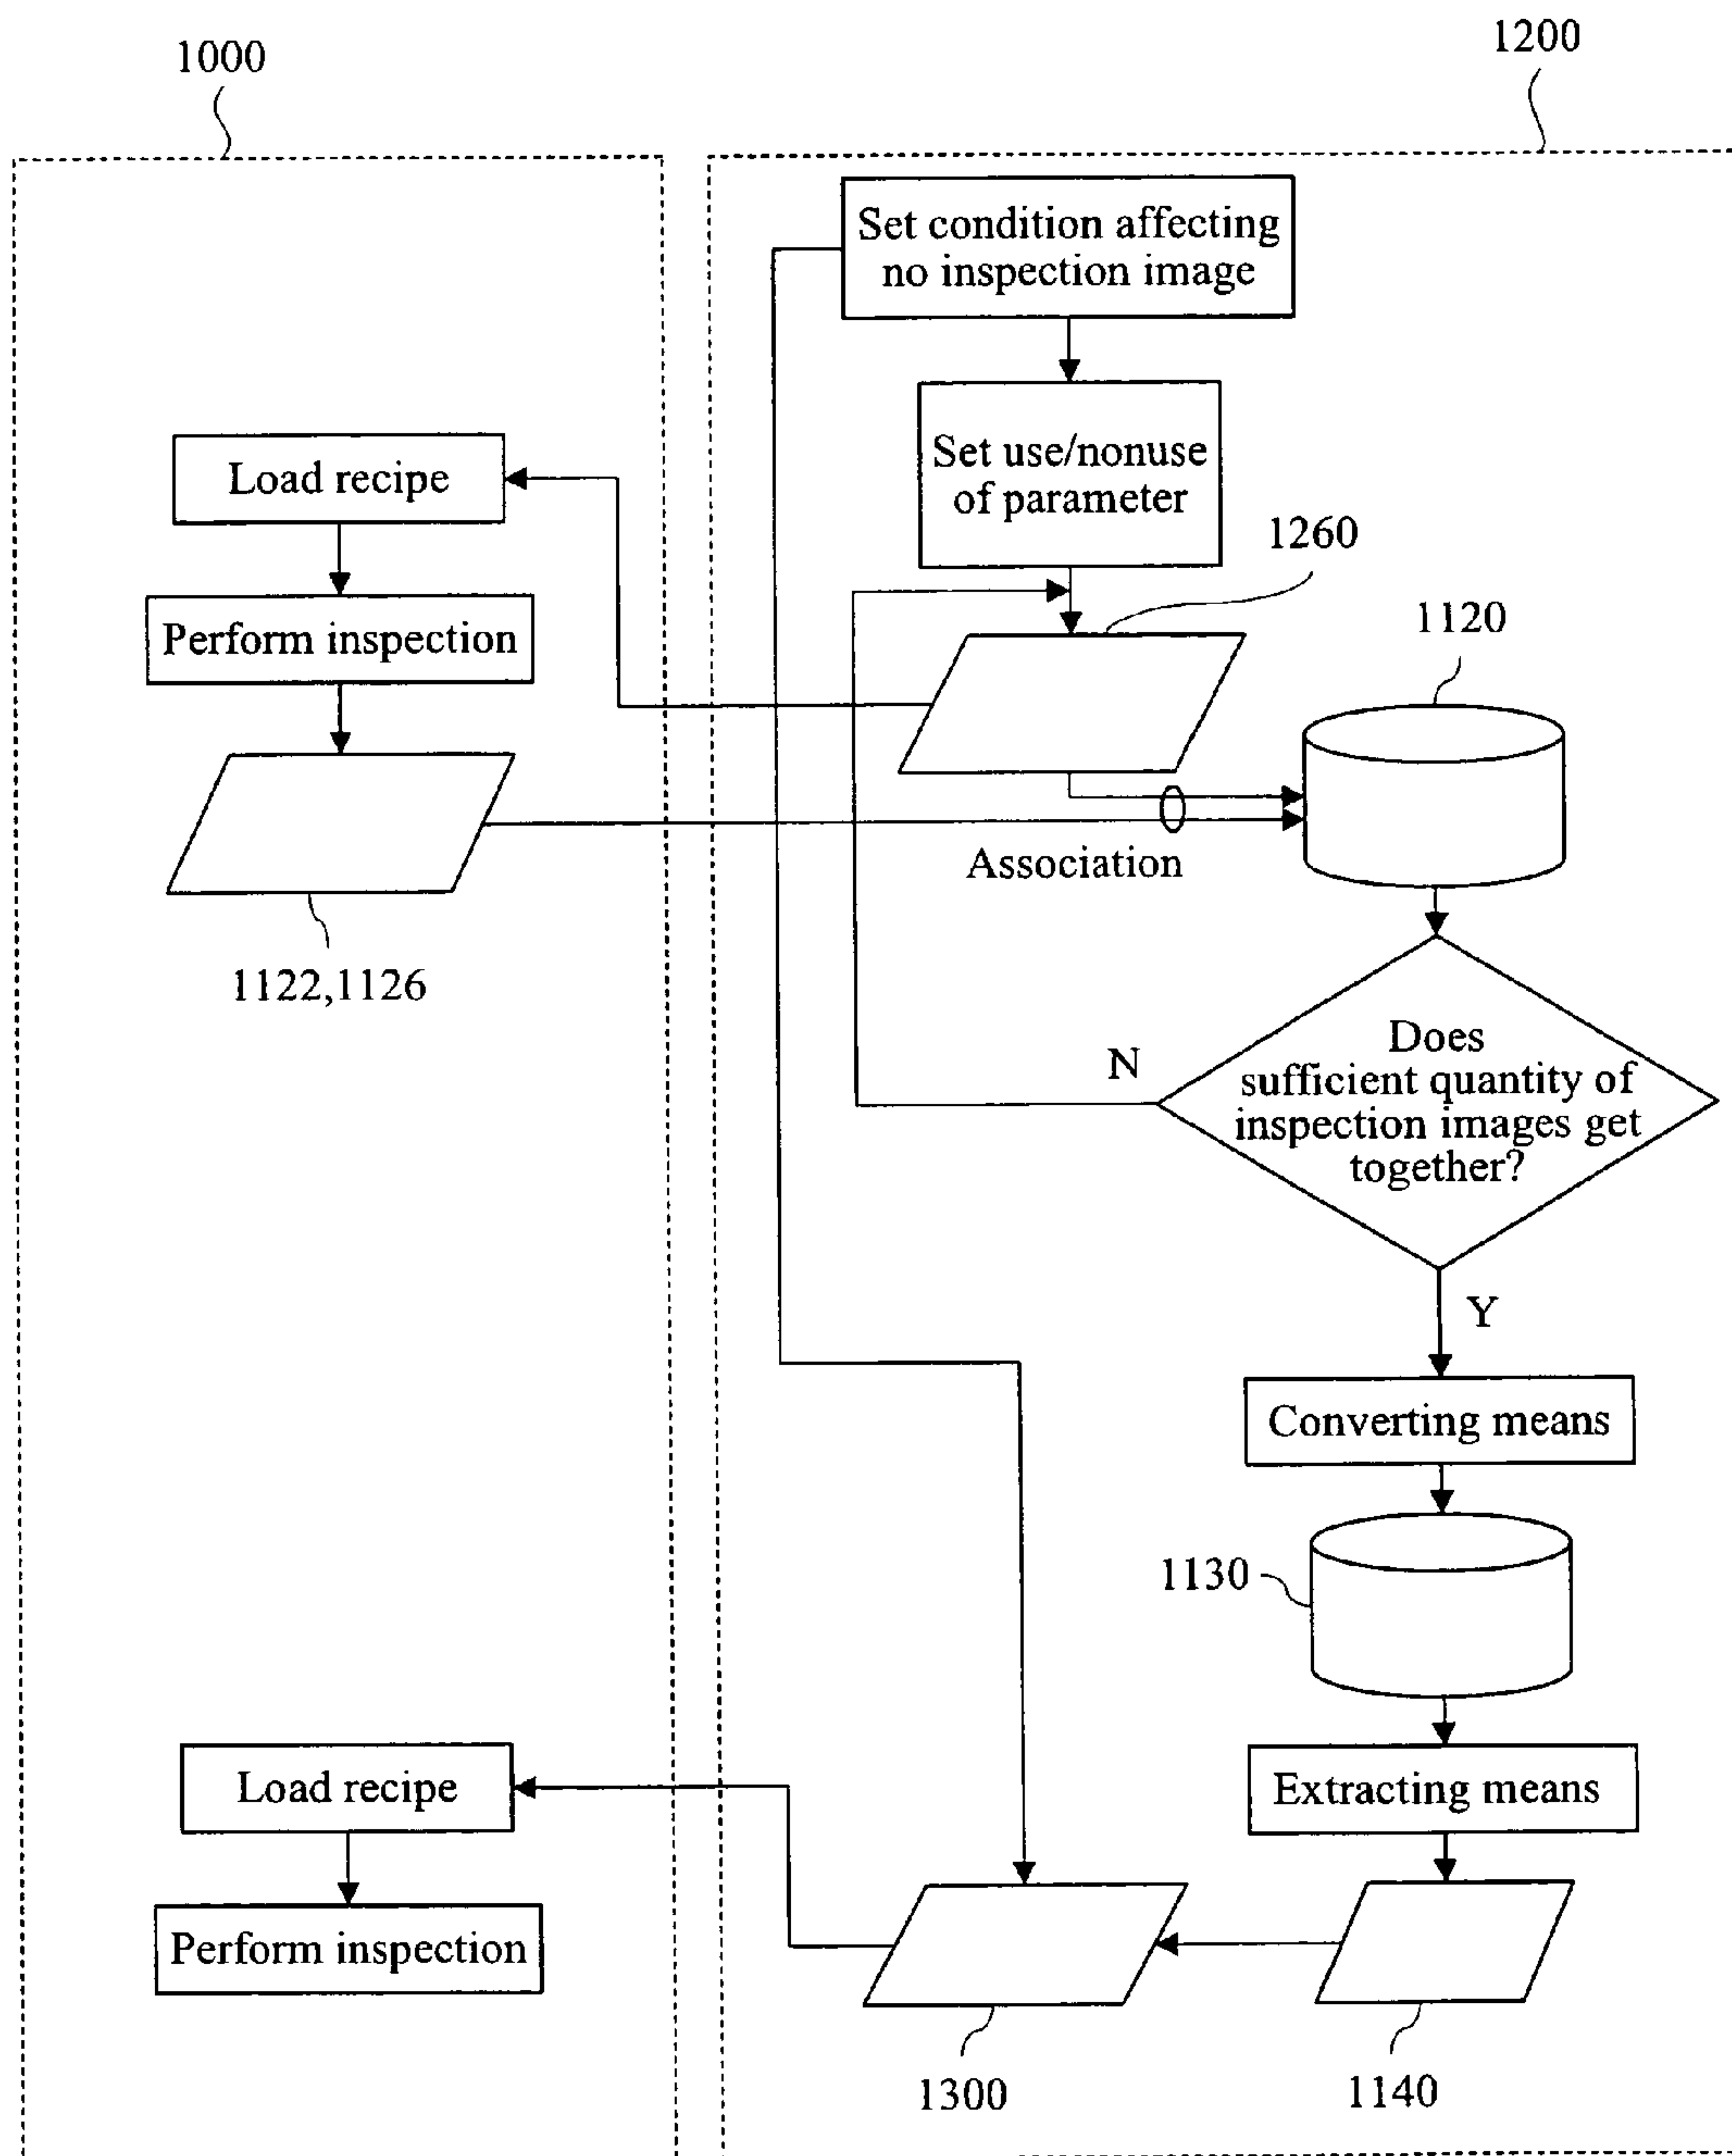 1000
1200
Set condition affecting
no inspection image
Set use/nonuse
of parameter
Load recipe
1260
Perform inspection
1120
Association
1122,1126
Does
sufficient quantity of
inspection images get
together?
N
Y
Converting means
1130
Load recipe
Extracting means
Perform inspection
1300
1140